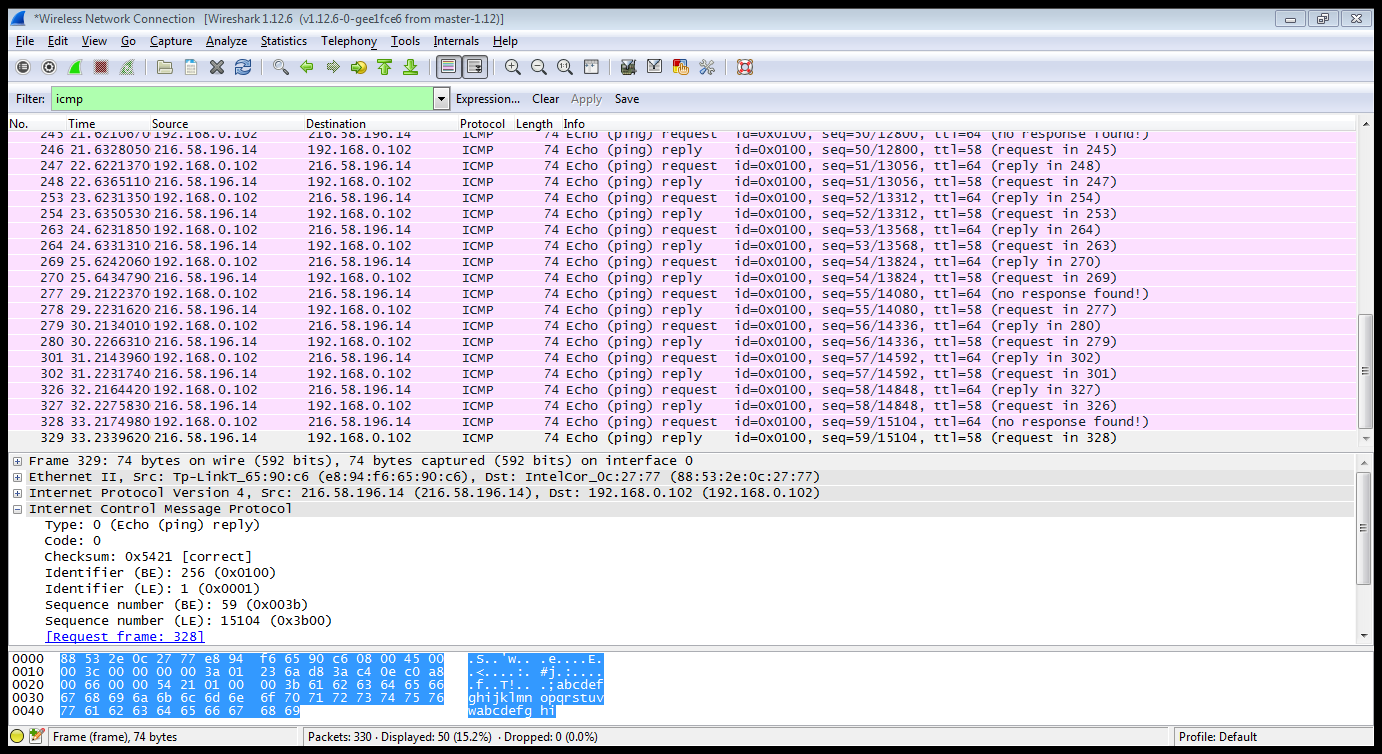 *Wireless Network Connection [Wireshark 1.12.6 (v1.12.6-0-gee1fce6 from master-1.12)]
File Edit View Go Capture Analyze Statistics Telephony Tools Internals Help
Filter: icmp Expression... Clear Apply Save
No. Time Source Destination Protocol Length Info
245 21.6210670 192.168.0.102 216.58.196.14 ICMP 74 Echo (ping) request id=0x0100, seq=50/12800, ttl=64 (no response found!)
246 21.6328050 216.58.196.14 192.168.0.102 ICMP 74 Echo (ping) reply id=0x0100, seq=50/12800, ttl=58 (request in 245)
247 22.6221370 192.168.0.102 216.58.196.14 ICMP 74 Echo (ping) request id=0x0100, seq=51/13056, ttl=64 (reply in 248)
248 22.6365110 216.58.196.14 192.168.0.102 ICMP 74 Echo (ping) reply id=0x0100, seq=51/13056, ttl=58 (request in 247)
253 23.6231350 192.168.0.102 216.58.196.14 ICMP 74 Echo (ping) request id=0x0100, seq=52/13312, ttl=64 (reply in 254)
254 23.6350530 216.58.196.14 192.168.0.102 ICMP 74 Echo (ping) reply id=0x0100, seq=52/13312, ttl=58 (request in 253)
263 24.6231850 192.168.0.102 216.58.196.14 ICMP 74 Echo (ping) request id=0x0100, seq=53/13568, ttl=64 (reply in 264)
264 24.6331310 216.58.196.14 192.168.0.102 ICMP 74 Echo (ping) reply id=0x0100, seq=53/13568, ttl=58 (request in 263)
269 25.6242060 192.168.0.102 216.58.196.14 ICMP 74 Echo (ping) request id=0x0100, seq=54/13824, ttl=64 (reply in 270)
270 25.6434790 216.58.196.14 192.168.0.102 ICMP 74 Echo (ping) reply id=0x0100, seq=54/13824, ttl=58 (request in 269)
277 29.2122370 192.168.0.102 216.58.196.14 ICMP 74 Echo (ping) request id=0x0100, seq=55/14080, ttl=64 (no response found!)
278 29.2231620 216.58.196.14 192.168.0.102 ICMP 74 Echo (ping) reply id=0x0100, seq=55/14080, ttl=58 (request in 277)
279 30.2134010 192.168.0.102 216.58.196.14 ICMP 74 Echo (ping) request id=0x0100, seq=56/14336, ttl=64 (reply in 280)
280 30.2266310 216.58.196.14 192.168.0.102 ICMP 74 Echo (ping) reply id=0x0100, seq=56/14336, ttl=58 (request in 279)
301 31.2143960 192.168.0.102 216.58.196.14 ICMP 74 Echo (ping) request id=0x0100, seq=57/14592, ttl=64 (reply in 302)
302 31.2231740 216.58.196.14 192.168.0.102 ICMP 74 Echo (ping) reply id=0x0100, seq=57/14592, ttl=58 (request in 301)
326 32.2164420 192.168.0.102 216.58.196.14 ICMP 74 Echo (ping) request id=0x0100, seq=58/14848, ttl=64 (reply in 327)
327 32.2275830 216.58.196.14 192.168.0.102 ICMP 74 Echo (ping) reply id=0x0100, seq=58/14848, ttl=58 (request in 326)
328 33.2174980 192.168.0.102 216.58.196.14 ICMP 74 Echo (ping) request id=0x0100, seq=59/15104, ttl=64 (no response found!)
329 33.2339620 216.58.196.14 192.168.0.102 ICMP 74 Echo (ping) reply id=0x0100, seq=59/15104, ttl=58 (request in 328)
Frame 329: 74 bytes on wire (592 bits), 74 bytes captured (592 bits) on interface 0
Ethernet II, Src: Tp-LinkT_65:90:c6 (e8:94:f6:65:90:c6), Dst: IntelCor_0c:27:77 (88:53:2e:0c:27:77)
Internet Protocol Version 4, Src: 216.58.196.14 (216.58.196.14), Dst: 192.168.0.102 (192.168.0.102)
Internet Control Message Protocol
Type: 0 (Echo (ping) reply)
Code: 0
Checksum: 0x5421 [correct]
Identifier (BE): 256 (0x0100)
Identifier (LE): 1 (0x0001)
Sequence number (BE): 59 (0x003b)
Sequence number (LE): 15104 (0x3b00)
[Request frame: 328]
0000 88 53 2e 0c 27 77 e8 94 f6 65 90 c6 08 00 45 00 .S..'w.. .e....E.
0010 00 3c 00 00 00 00 3a 01 23 6a d8 3a c4 0e c0 a8 .<....:. #j.:....
0020 00 66 00 00 54 21 01 00 00 3b 61 62 63 64 65 66 .f..T!.. .;abcdef
0030 67 68 69 6a 6b 6c 6d 6e 6f 70 71 72 73 74 75 76 ghijklmn opqrstuv
0040 77 61 62 63 64 65 66 67 68 69 wabcdefg hi
Frame (frame), 74 bytes Packets: 330 · Displayed: 50 (15.2%) · Dropped: 0 (0.0%) Profile: Default